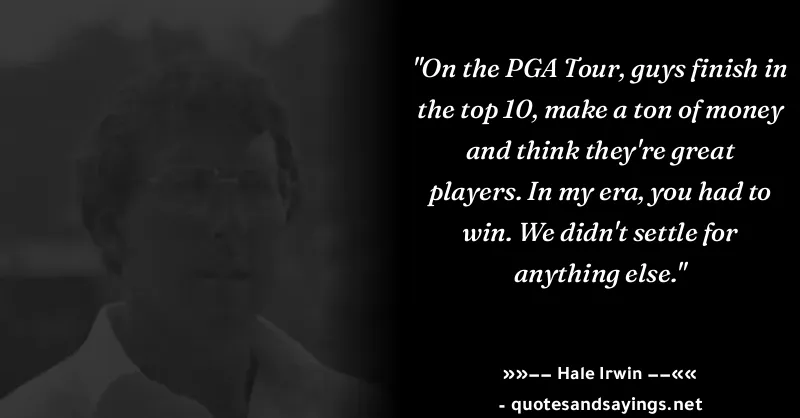 "On the PGA Tour, guys finish in
the top 10, make a ton of money
and think they're great
players. In my era, you had to
win. We didn't settle for
anything else."
»»–– Hale Irwin ––««
- quotesandsayings.net